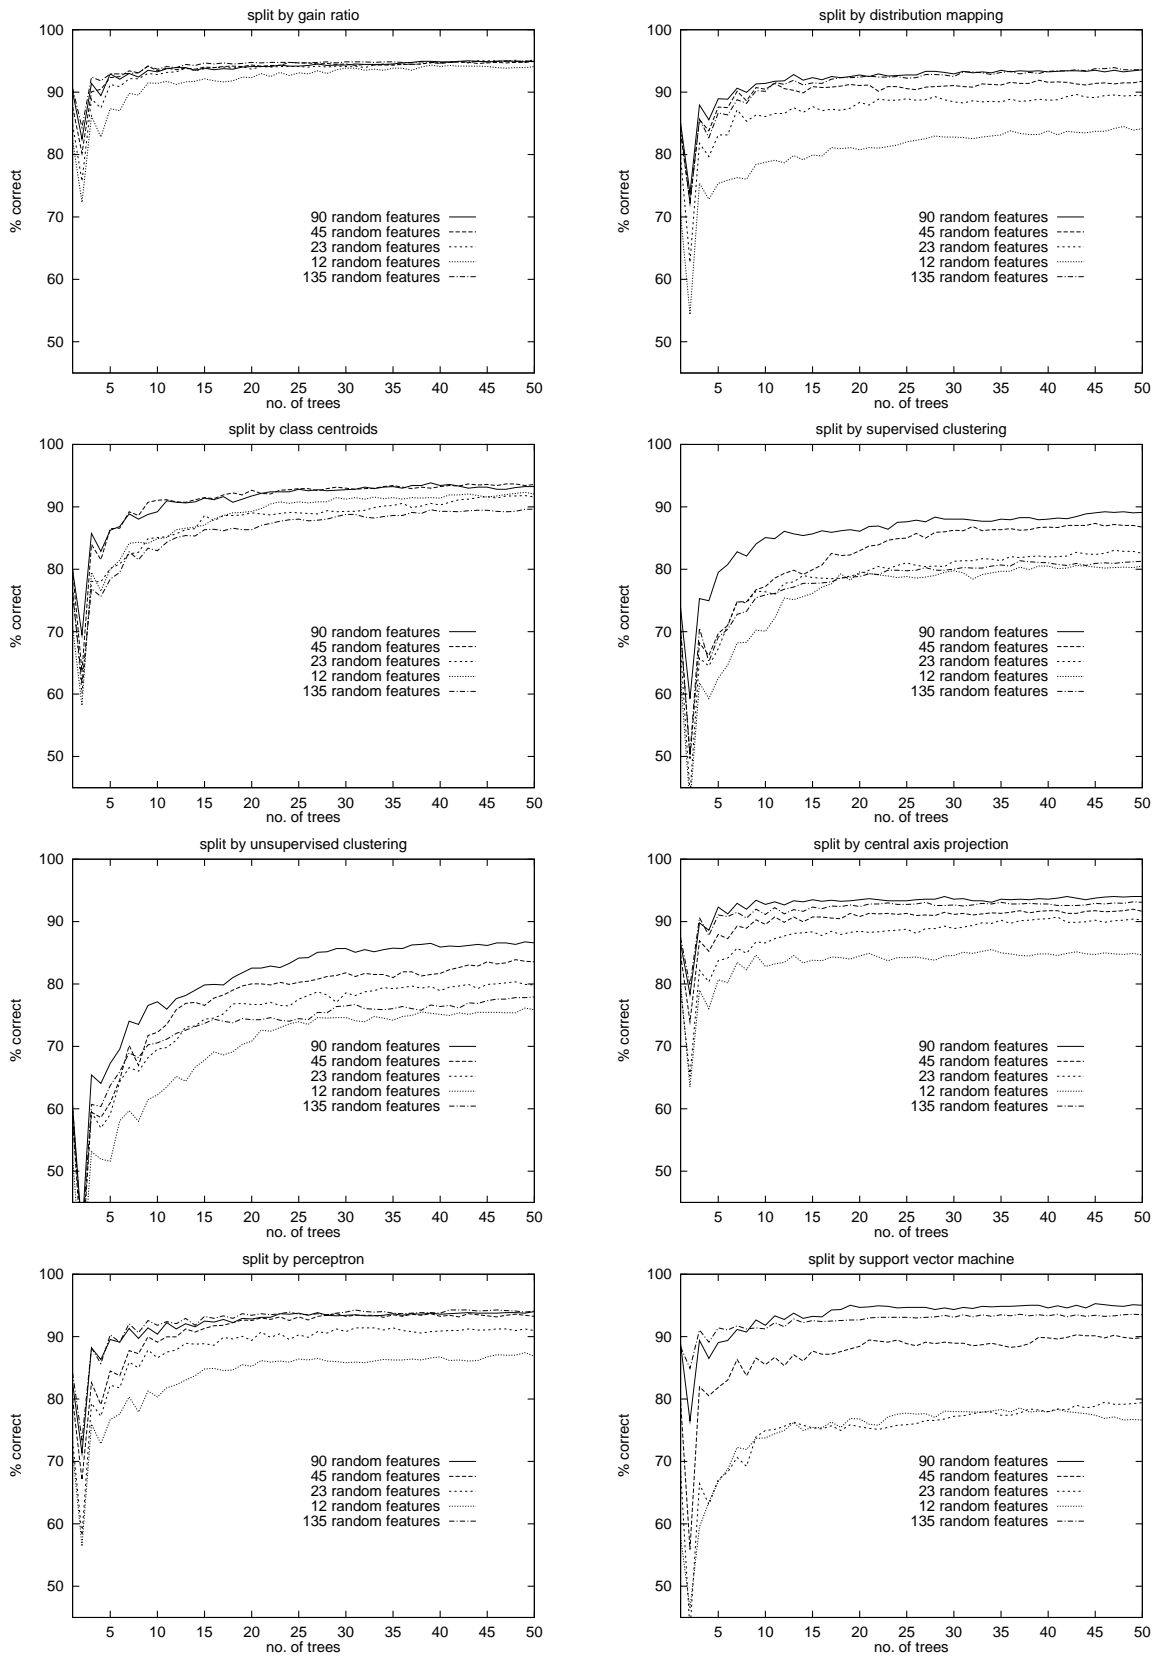 split by gain ratio
100
90
80
70
60
50
% correct
90 random features
45 random features
23 random features
12 random features
135 random features
5 10 15 20 25 30 35 40 45 50
no. of trees
split by distribution mapping
100
90
80
70
60
50
% correct
90 random features
45 random features
23 random features
12 random features
135 random features
5 10 15 20 25 30 35 40 45 50
no. of trees
split by class centroids
100
90
80
70
60
50
% correct
90 random features
45 random features
23 random features
12 random features
135 random features
5 10 15 20 25 30 35 40 45 50
no. of trees
split by supervised clustering
100
90
80
70
60
50
% correct
90 random features
45 random features
23 random features
12 random features
135 random features
5 10 15 20 25 30 35 40 45 50
no. of trees
split by unsupervised clustering
100
90
80
70
60
50
% correct
90 random features
45 random features
23 random features
12 random features
135 random features
5 10 15 20 25 30 35 40 45 50
no. of trees
split by central axis projection
100
90
80
70
60
50
% correct
90 random features
45 random features
23 random features
12 random features
135 random features
5 10 15 20 25 30 35 40 45 50
no. of trees
split by perceptron
100
90
80
70
60
50
% correct
90 random features
45 random features
23 random features
12 random features
135 random features
5 10 15 20 25 30 35 40 45 50
no. of trees
split by support vector machine
100
90
80
70
60
50
% correct
90 random features
45 random features
23 random features
12 random features
135 random features
5 10 15 20 25 30 35 40 45 50
no. of trees